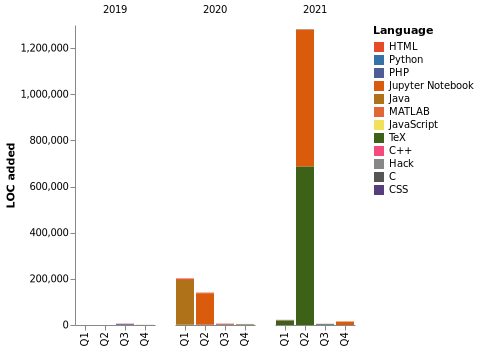 2019 2020 2021
Language
HTML
Python
PHP
Jupyter Notebook
Java
MATLAB
JavaScript
TeX
C++
Hack
C
CSS
LOC added
1,200,000
1,000,000
800,000
600,000
400,000
200,000
0
Q1 Q2 Q3 Q4 Q1 Q2 Q3 Q4 Q1 Q2 Q3 Q4